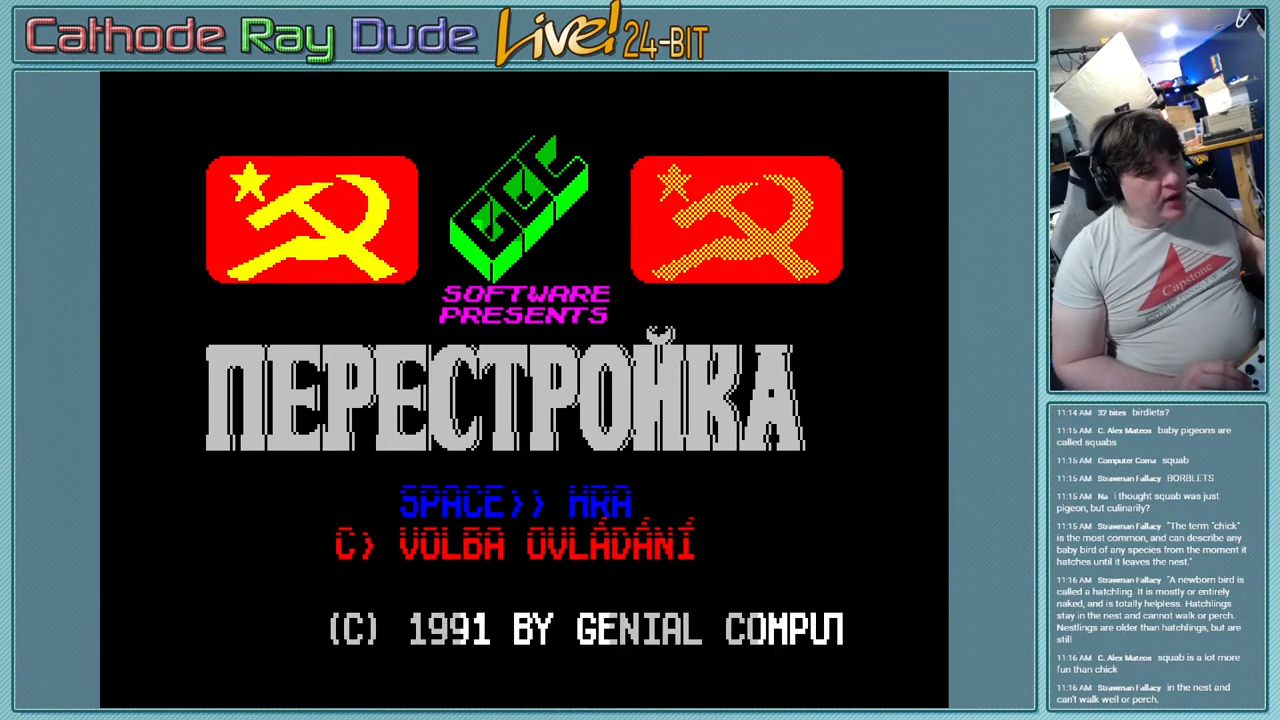 Cathode Ray Dude Live! 24-BIT
GCC
SOFTWARE
PRESENTS
ПЕРЕСТРОЙКА
SPACE>> HRA
C> VOLBA OVLÁDÁNÍ
(C) 1991 BY GENIAL COMPU
Capstone
11:14 AM 32 bites birdiets?
11:15 AM C. Alex Mateos baby pigeons are
called squabs
11:15 AM Computer Coma squab
11:15 AM Strawman Fallacy BORBLETS
11:15 AM Na i thought squab was just
pigeon, but culinarily?
11:15 AM Strawman Fallacy "The term "chick"
is the most common, and can describe any
baby bird of any species from the moment it
hatches until it leaves the nest."
11:16 AM Strawman Fallacy "A newborn bird is
called a hatchling. It is mostly or entirely
naked, and is totally helpless. Hatchlings
stay in the nest and cannot walk or perch.
Nestlings are older than hatchlings, but are
still
11:16 AM C. Alex Mateos squab is a lot more
fun than chick
11:16 AM Strawman Fallacy in the nest and
can't walk well or perch.